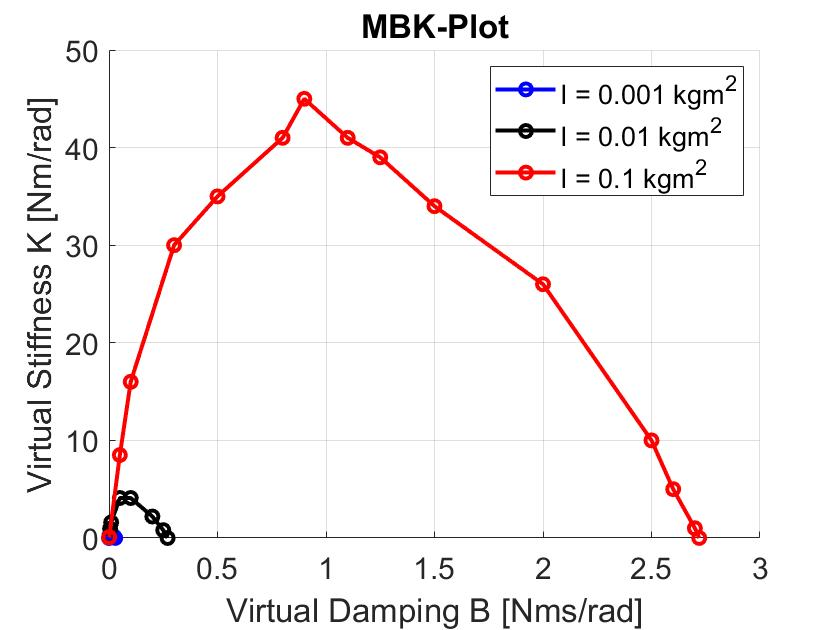 MBK-Plot
50
40
30
20
10
0
Virtual Stiffness K [Nm/rad]
I = 0.001 kgm²
I = 0.01 kgm²
I = 0.1 kgm²
0 0.5 1 1.5 2 2.5 3
Virtual Damping B [Nms/rad]